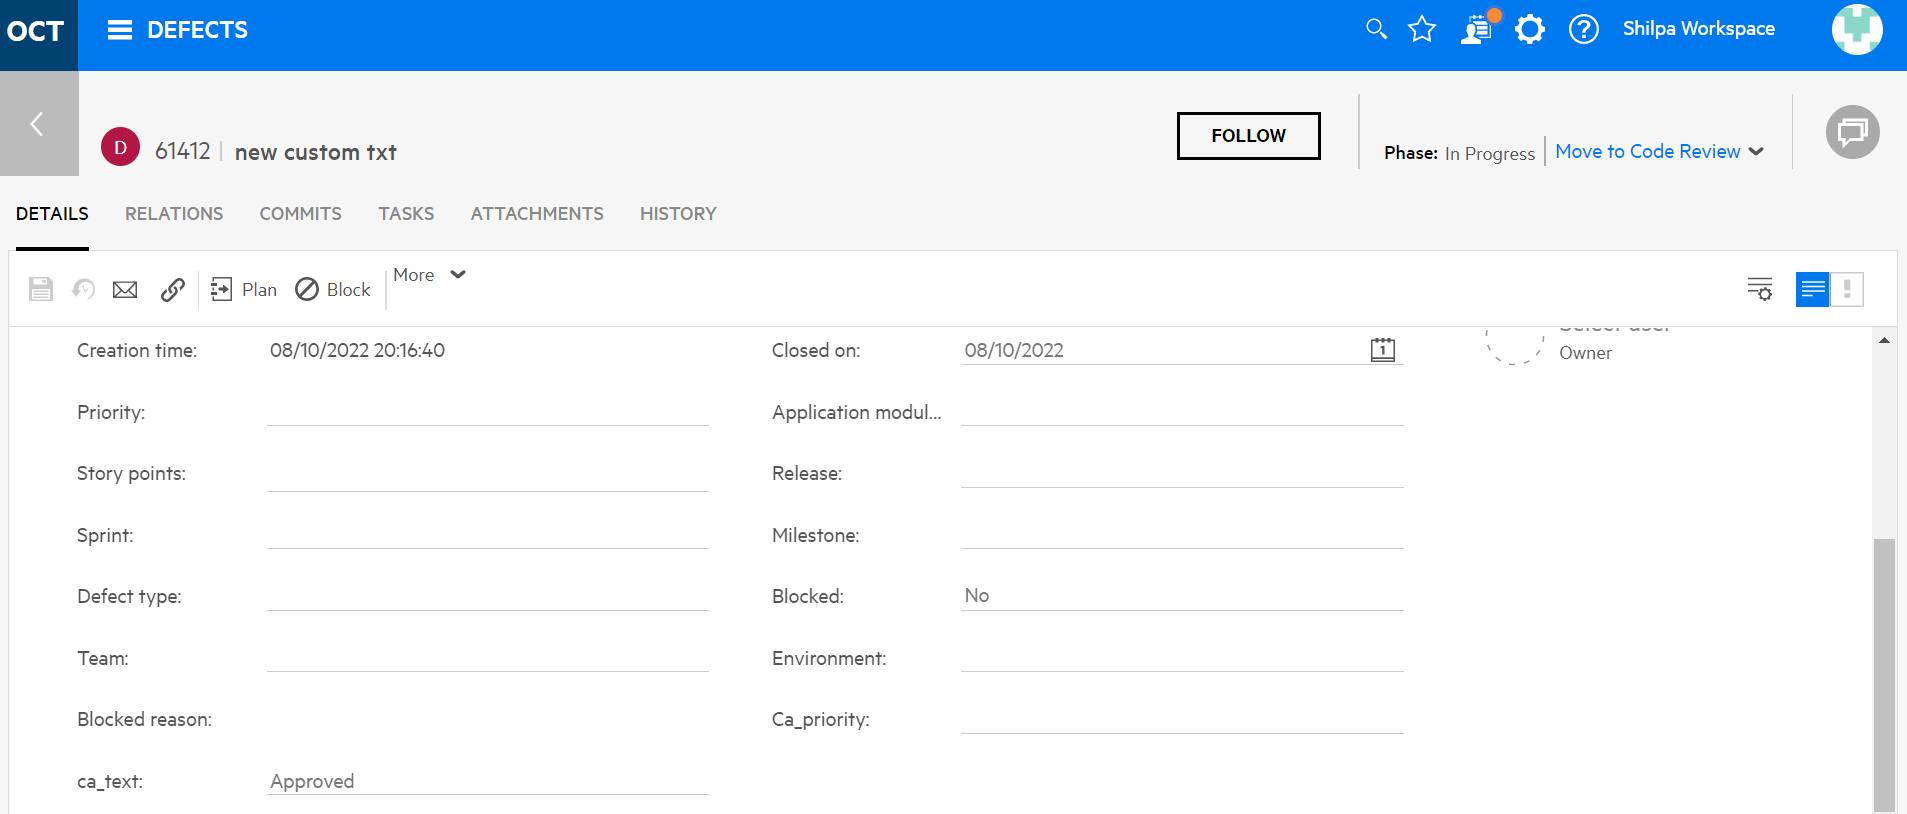 OCT
DEFECTS
Shilpa Workspace
D 61412 | new custom txt
FOLLOW
Phase: In Progress
Move to Code Review
DETAILS RELATIONS COMMITS TASKS ATTACHMENTS HISTORY
Plan Block More
Creation time: 08/10/2022 20:16:40
Closed on: 08/10/2022
1
Select user
Owner
Priority:
Application modul...
Story points:
Release:
Sprint:
Milestone:
Defect type:
Blocked: No
Team:
Environment:
Blocked reason:
Ca_priority:
ca_text: Approved